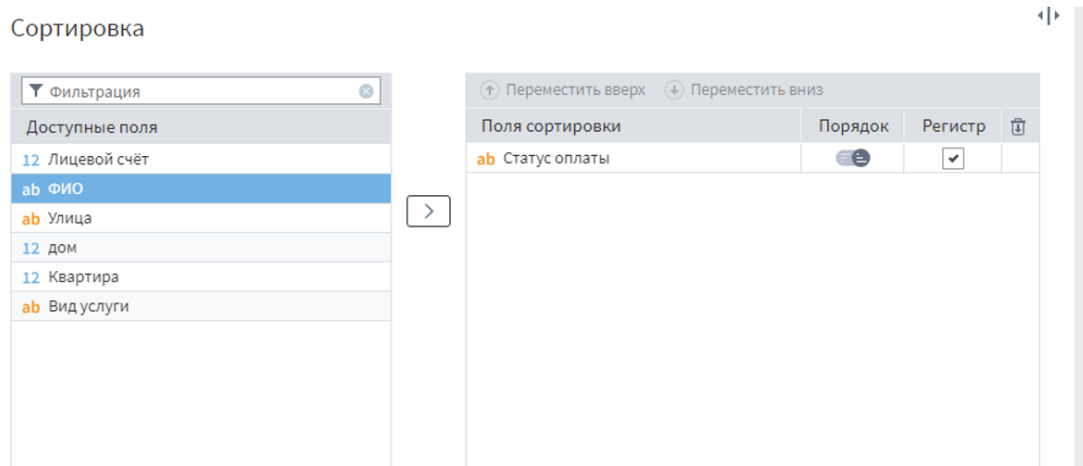 Сортировка
Фильтрация
Доступные поля
12 Лицевой счёт
ab ФИО
ab Улица
12 дом
12 Квартира
ab Вид услуги
Переместить вверх Переместить вниз
Поля сортировки Порядок Регистр
ab Статус оплаты